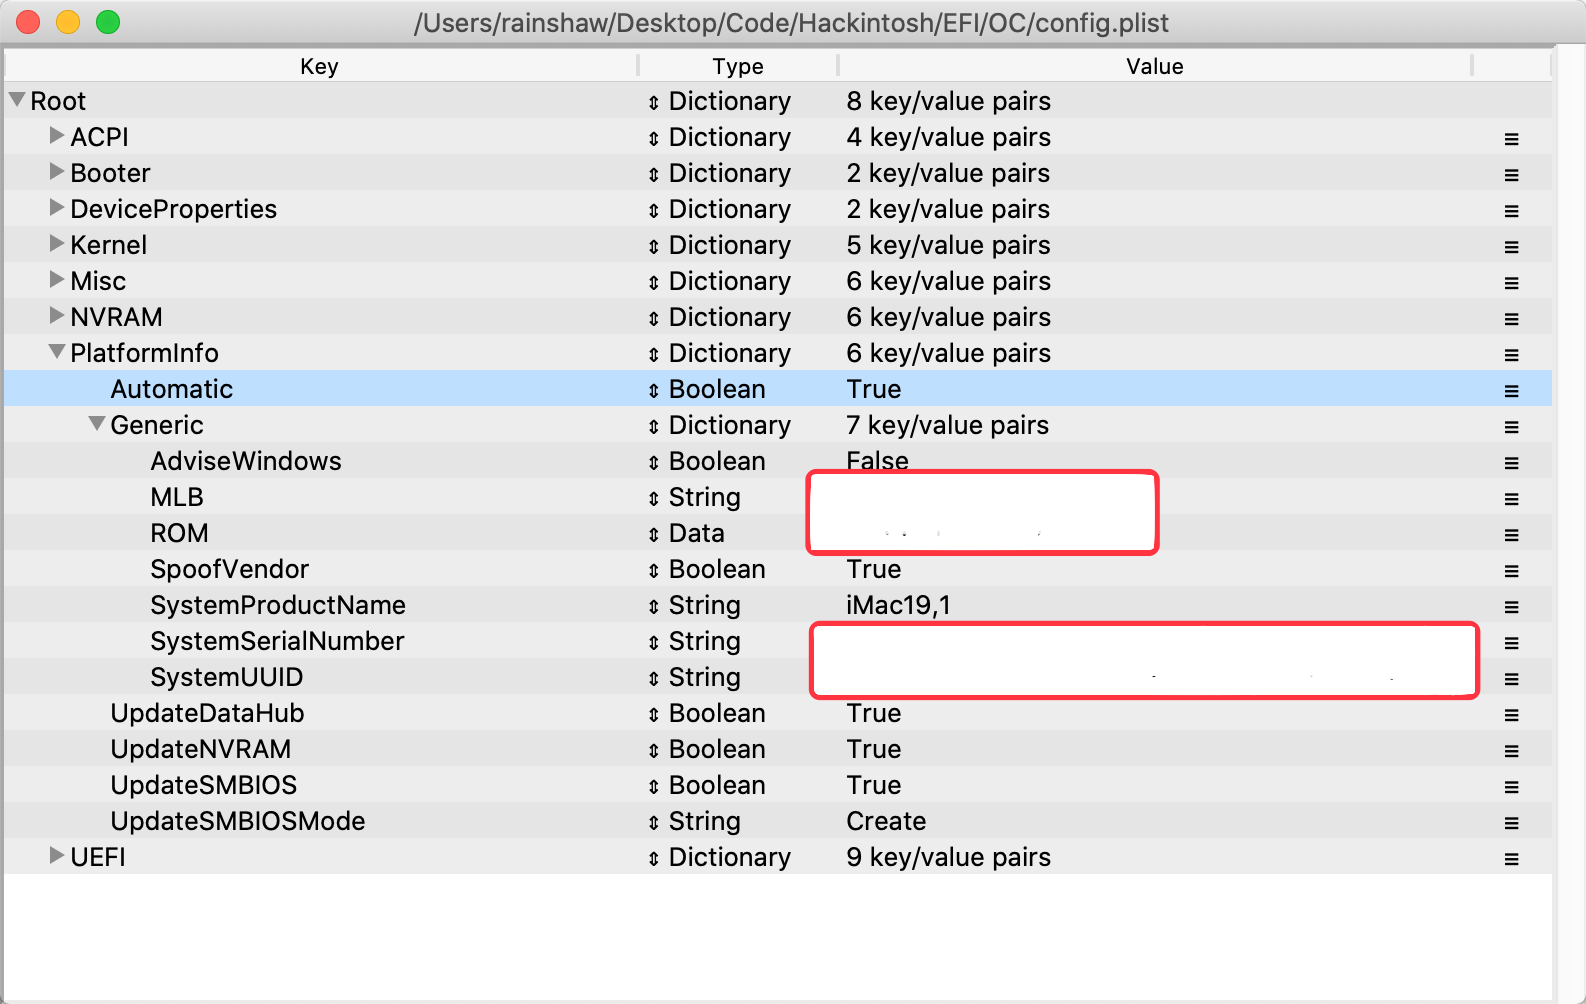 /Users/rainshaw/Desktop/Code/Hackintosh/EFI/OC/config.plist
Key Type Value
Root Dictionary 8 key/value pairs
ACPI Dictionary 4 key/value pairs
Booter Dictionary 2 key/value pairs
DeviceProperties Dictionary 2 key/value pairs
Kernel Dictionary 5 key/value pairs
Misc Dictionary 6 key/value pairs
NVRAM Dictionary 6 key/value pairs
PlatformInfo Dictionary 6 key/value pairs
Automatic Boolean True
Generic Dictionary 7 key/value pairs
AdviseWindows Boolean False
MLB String
ROM Data
SpoofVendor Boolean True
SystemProductName String iMac19,1
SystemSerialNumber String
SystemUUID String
UpdateDataHub Boolean True
UpdateNVRAM Boolean True
UpdateSMBIOS Boolean True
UpdateSMBIOSMode String Create
UEFI Dictionary 9 key/value pairs